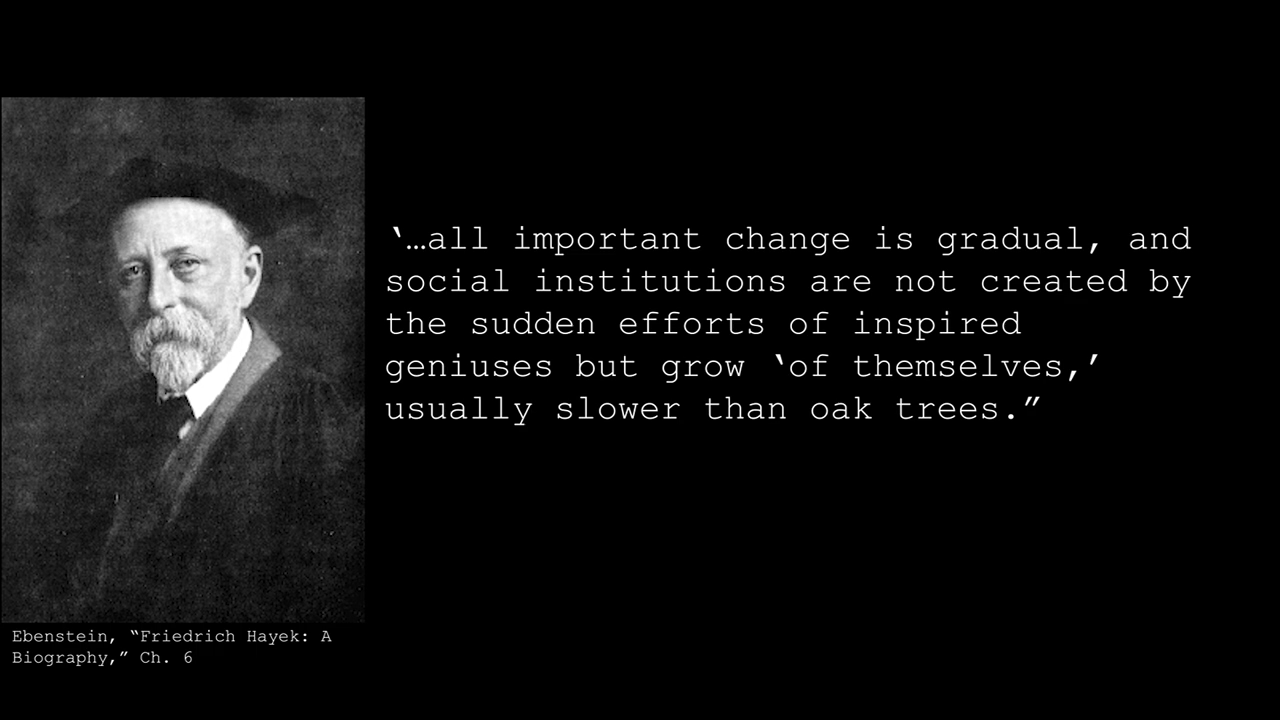 ‘…all important change is gradual, and
social institutions are not created by
the sudden efforts of inspired
geniuses but grow ‘of themselves,’
usually slower than oak trees.”
Ebenstein, “Friedrich Hayek: A
Biography,” Ch. 6